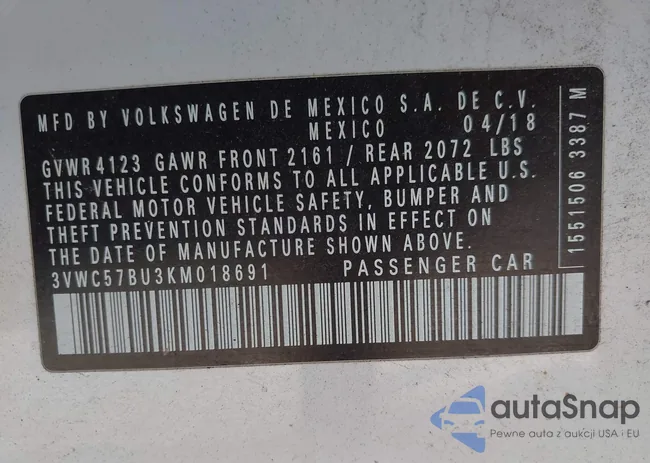 MFD BY VOLKSWAGEN DE MEXICO S.A. DE C.V.
MEXICO 04/18
GVWR 4123 GAWR FRONT 2161 / REAR 2072 LBS
THIS VEHICLE CONFORMS TO ALL APPLICABLE U.S.
FEDERAL MOTOR VEHICLE SAFETY, BUMPER AND
THEFT PREVENTION STANDARDS IN EFFECT ON
THE DATE OF MANUFACTURE SHOWN ABOVE.
3VWC57BU3KM018691 PASSENGER CAR
1551506 3387 M
autaSnap
Pewne auta z aukcji USA i EU